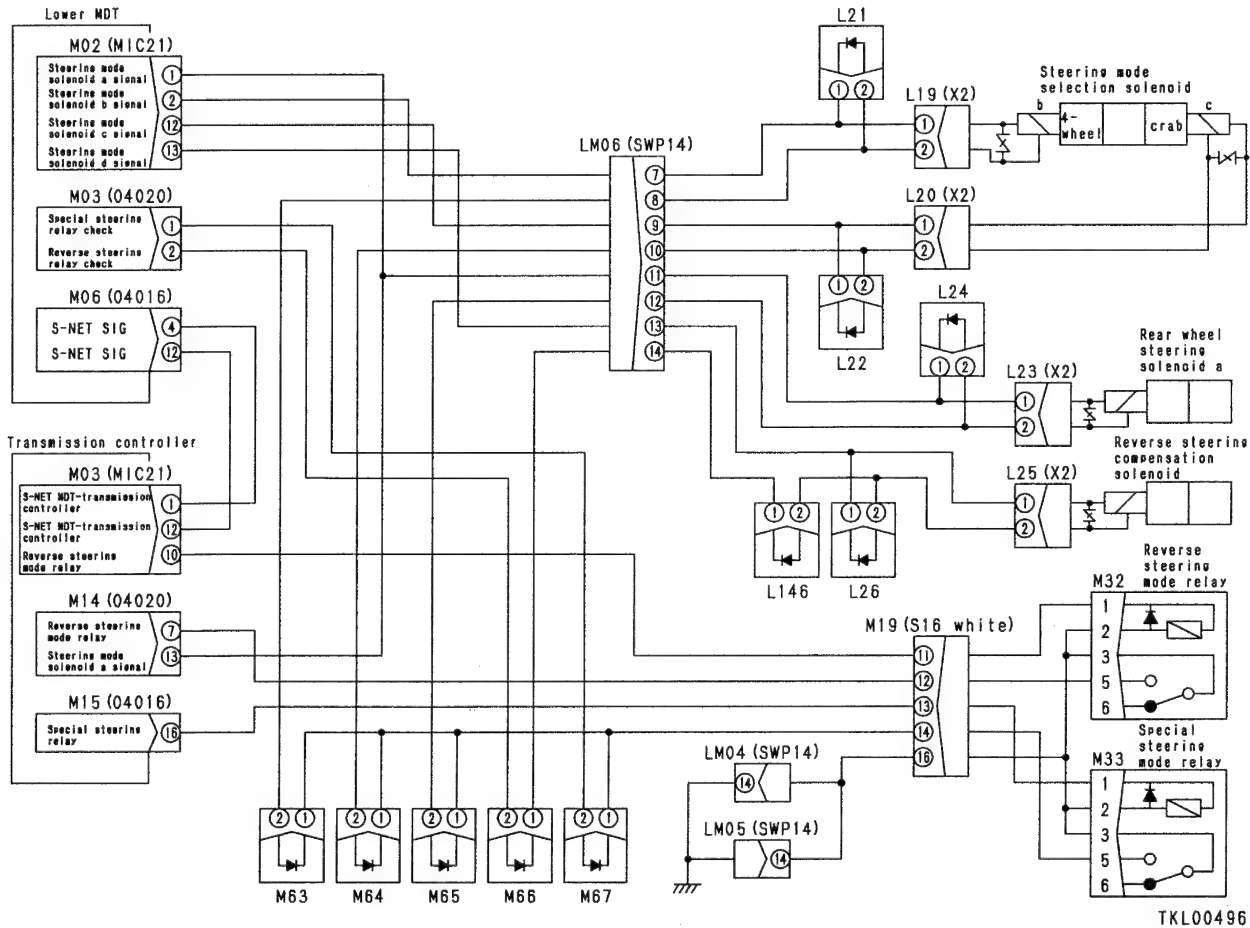 Lower MDT
M02 (MIC21)
Steering mode
solenoid a signal
1
Steering mode
solenoid b signal
2
Steering mode
solenoid c signal
12
Steering mode
solenoid d signal
13
M03 (04020)
Special steering
relay check
1
Reverse steering
relay check
2
M06 (04016)
S-NET SIG
4
S-NET SIG
12
Transmission controller
M03 (MIC21)
S-NET MDT-transmission
controller
1
S-NET MDT-transmission
controller
12
Reverse steering
mode relay
10
M14 (04020)
Reverse steering
mode relay
7
Steering mode
solenoid a signal
13
M15 (04016)
Special steering
relay
16
LM06 (SWP14)
7
8
9
10
11
12
13
14
L21
1 2
L19 (X2)
1
2
Steering mode
selection solenoid
b
4-
wheel
crab
c
L20 (X2)
1
2
1 2
L22
L24
1 2
L23 (X2)
1
2
Rear wheel
steering
solenoid a
L25 (X2)
1
2
Reverse steering
compensation
solenoid
1 2
L146
1 2
L26
M19 (S16 white)
11
12
13
14
16
Reverse
steering
mode relay
M32
1
2
3
5
6
Special
steering
mode relay
M33
1
2
3
5
6
LM04 (SWP14)
14
LM05 (SWP14)
14
2 1
M63
2 1
M64
2 1
M65
2 1
M66
2 1
M67
TKL00496